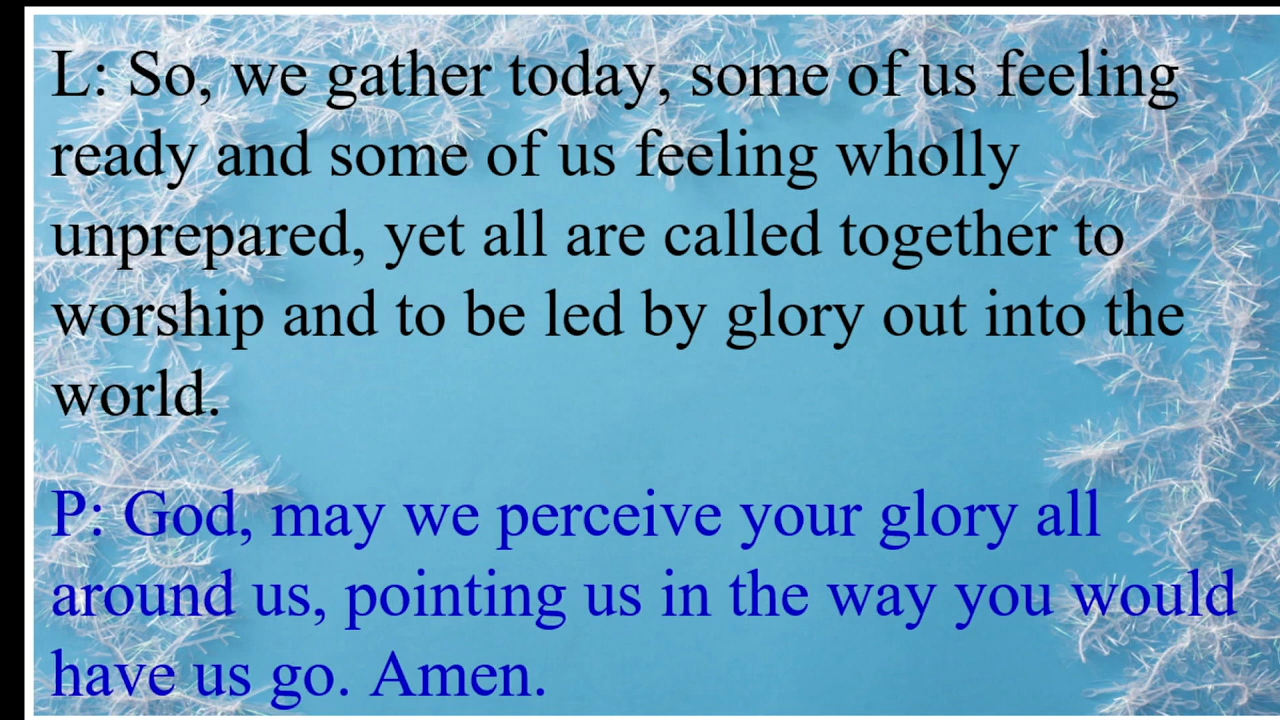 L: So, we gather today, some of us feeling
ready and some of us feeling wholly
unprepared, yet all are called together to
worship and to be led by glory out into the
world.
P: God, may we perceive your glory all
around us, pointing us in the way you would
have us go. Amen.